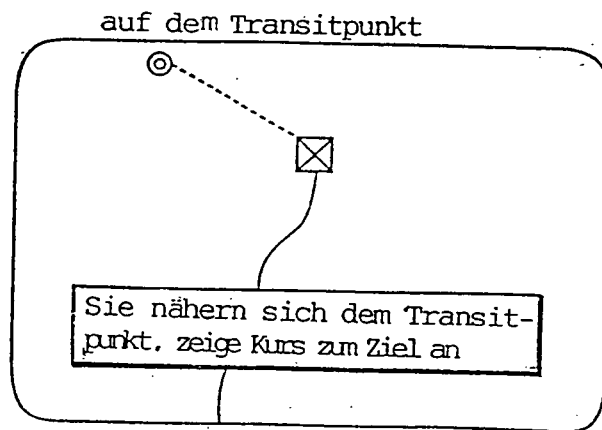 auf dem Transitpunkt
Sie nähern sich dem Transit-
punkt. zeige Kurs zum Ziel an